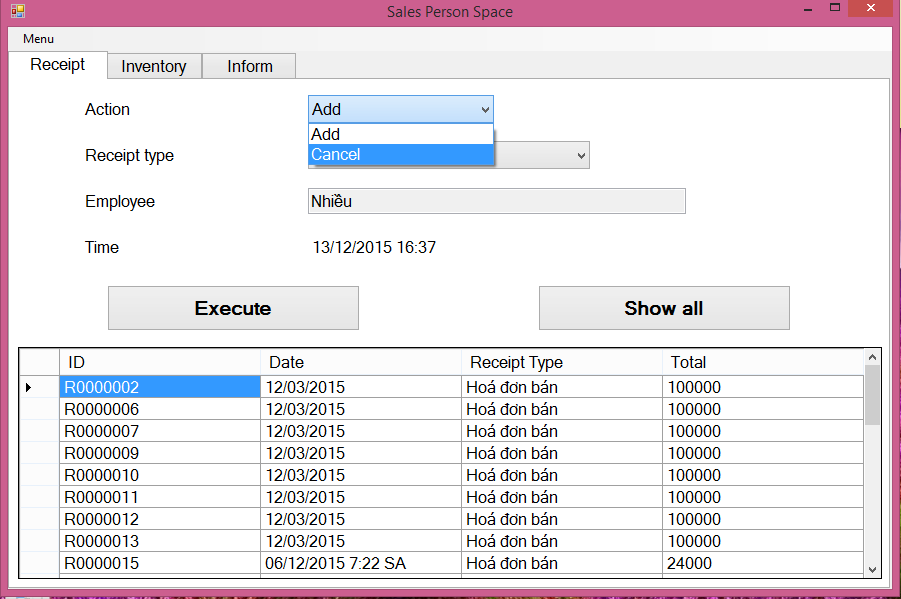 Sales Person Space
Menu
Receipt Inventory Inform
Action Add
Add
Receipt type Cancel
Employee Nhiều
Time 13/12/2015 16:37
Execute Show all
ID Date Receipt Type Total
R0000002 12/03/2015 Hoá đơn bán 100000
R0000006 12/03/2015 Hoá đơn bán 100000
R0000007 12/03/2015 Hoá đơn bán 100000
R0000009 12/03/2015 Hoá đơn bán 100000
R0000010 12/03/2015 Hoá đơn bán 100000
R0000011 12/03/2015 Hoá đơn bán 100000
R0000012 12/03/2015 Hoá đơn bán 100000
R0000013 12/03/2015 Hoá đơn bán 100000
R0000015 06/12/2015 7:22 SA Hoá đơn bán 24000